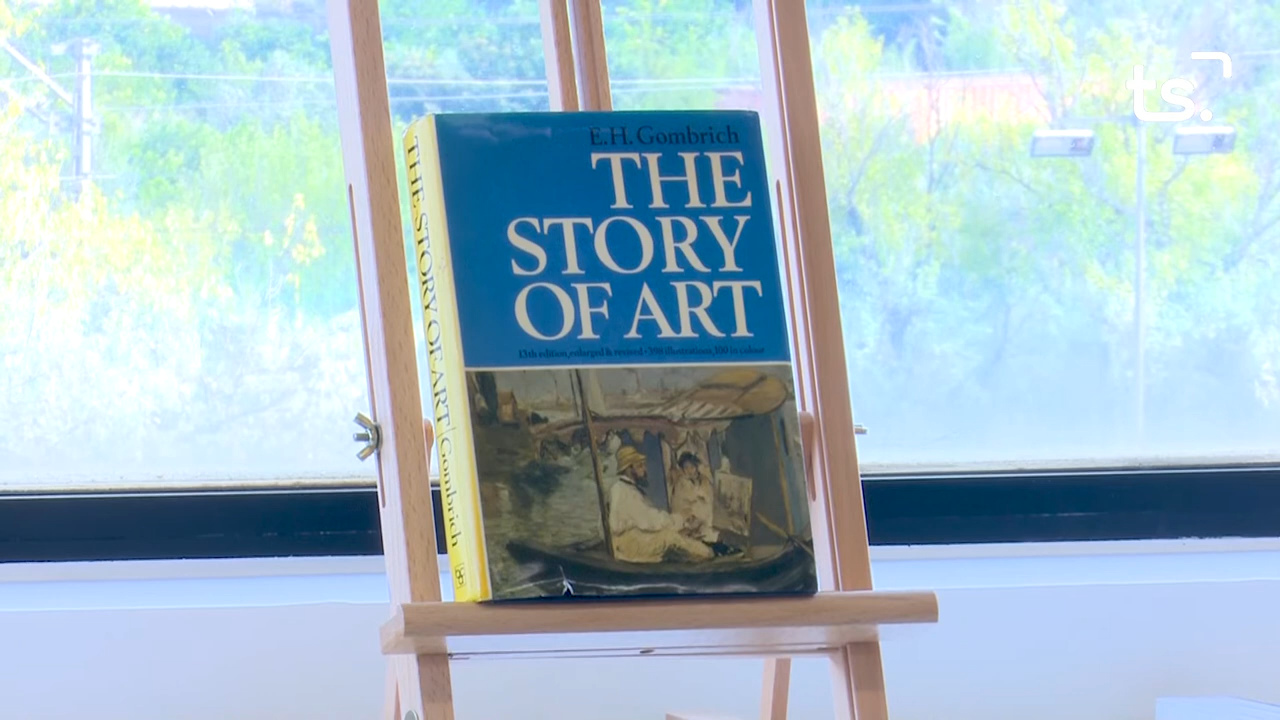 ts.
E.H. Gombrich
THE
STORY
OF ART
13th edition, enlarged & revised · 390 illustrations, 100 in colour
THE STORY OF ART Gombrich